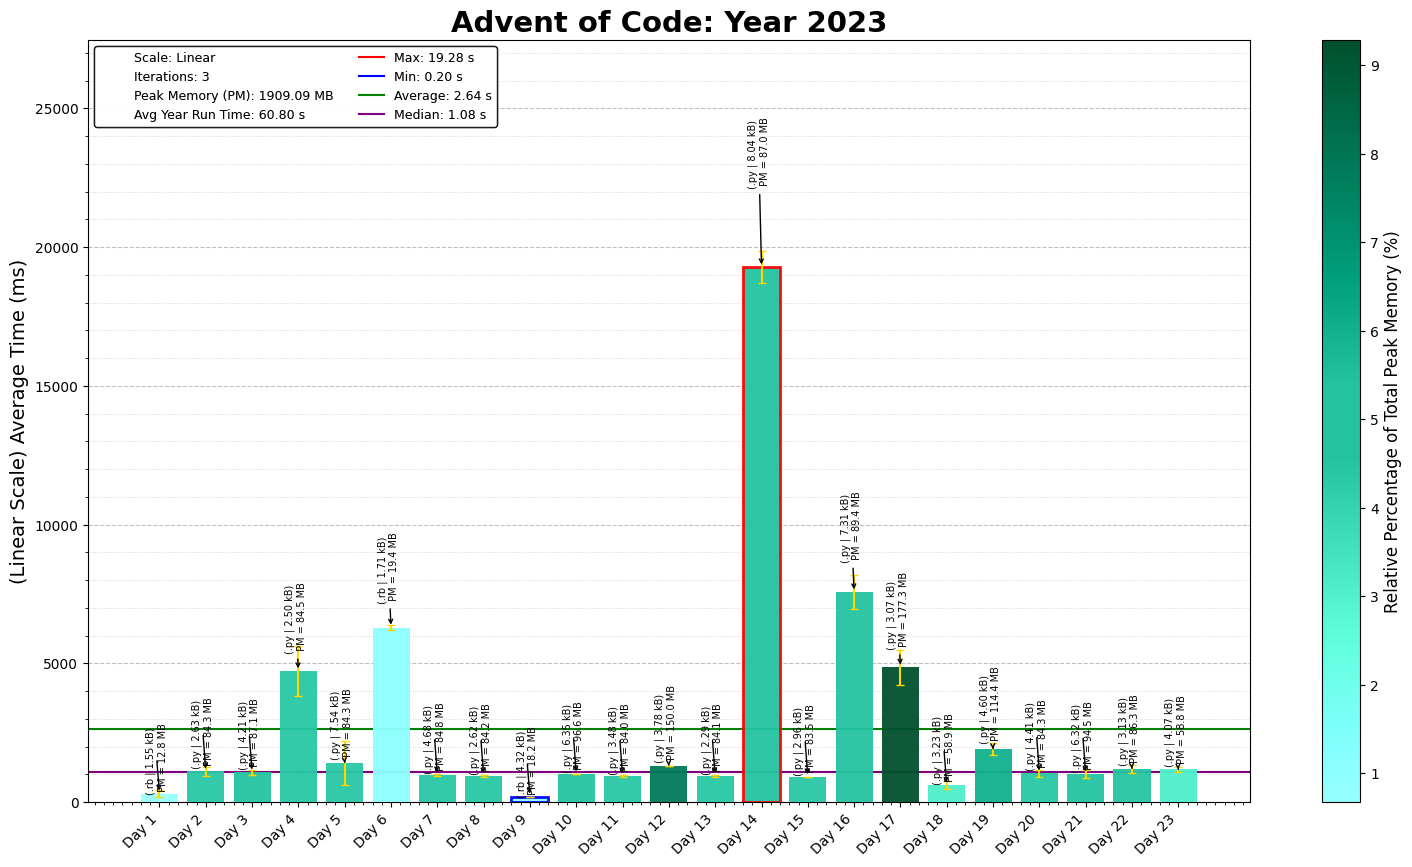 Advent of Code: Year 2023
Scale: Linear
Iterations: 3
Peak Memory (PM): 1909.09 MB
Avg Year Run Time: 60.80 s
Max: 19.28 s
Min: 0.20 s
Average: 2.64 s
Median: 1.08 s
(Linear Scale) Average Time (ms)
25000
20000
15000
10000
5000
0
(.rb | 1.55 kB)
PM = 12.8 MB
(.py | 2.63 kB)
PM = 84.3 MB
(.py | 4.21 kB)
PM = 87.1 MB
(.py | 2.50 kB)
PM = 84.5 MB
(.py | 7.54 kB)
PM = 84.3 MB
(.rb | 1.71 kB)
PM = 19.4 MB
(.py | 4.68 kB)
PM = 84.8 MB
(.py | 2.62 kB)
PM = 84.2 MB
(.rb | 4.32 kB)
PM = 18.2 MB
(.py | 6.35 kB)
PM = 96.6 MB
(.py | 3.48 kB)
PM = 84.0 MB
(.py | 3.78 kB)
PM = 150.0 MB
(.py | 2.29 kB)
PM = 84.1 MB
(.py | 8.04 kB)
PM = 87.0 MB
(.py | 2.96 kB)
PM = 83.5 MB
(.py | 7.31 kB)
PM = 89.4 MB
(.py | 3.07 kB)
PM = 177.3 MB
(.py | 3.23 kB)
PM = 58.9 MB
(.py | 4.60 kB)
PM = 114.4 MB
(.py | 4.41 kB)
PM = 84.3 MB
(.py | 6.32 kB)
PM = 94.5 MB
(.py | 3.13 kB)
PM = 86.3 MB
(.py | 4.07 kB)
PM = 58.8 MB
Day 1
Day 2
Day 3
Day 4
Day 5
Day 6
Day 7
Day 8
Day 9
Day 10
Day 11
Day 12
Day 13
Day 14
Day 15
Day 16
Day 17
Day 18
Day 19
Day 20
Day 21
Day 22
Day 23
9
8
7
6
5
4
3
2
1
Relative Percentage of Total Peak Memory (%)